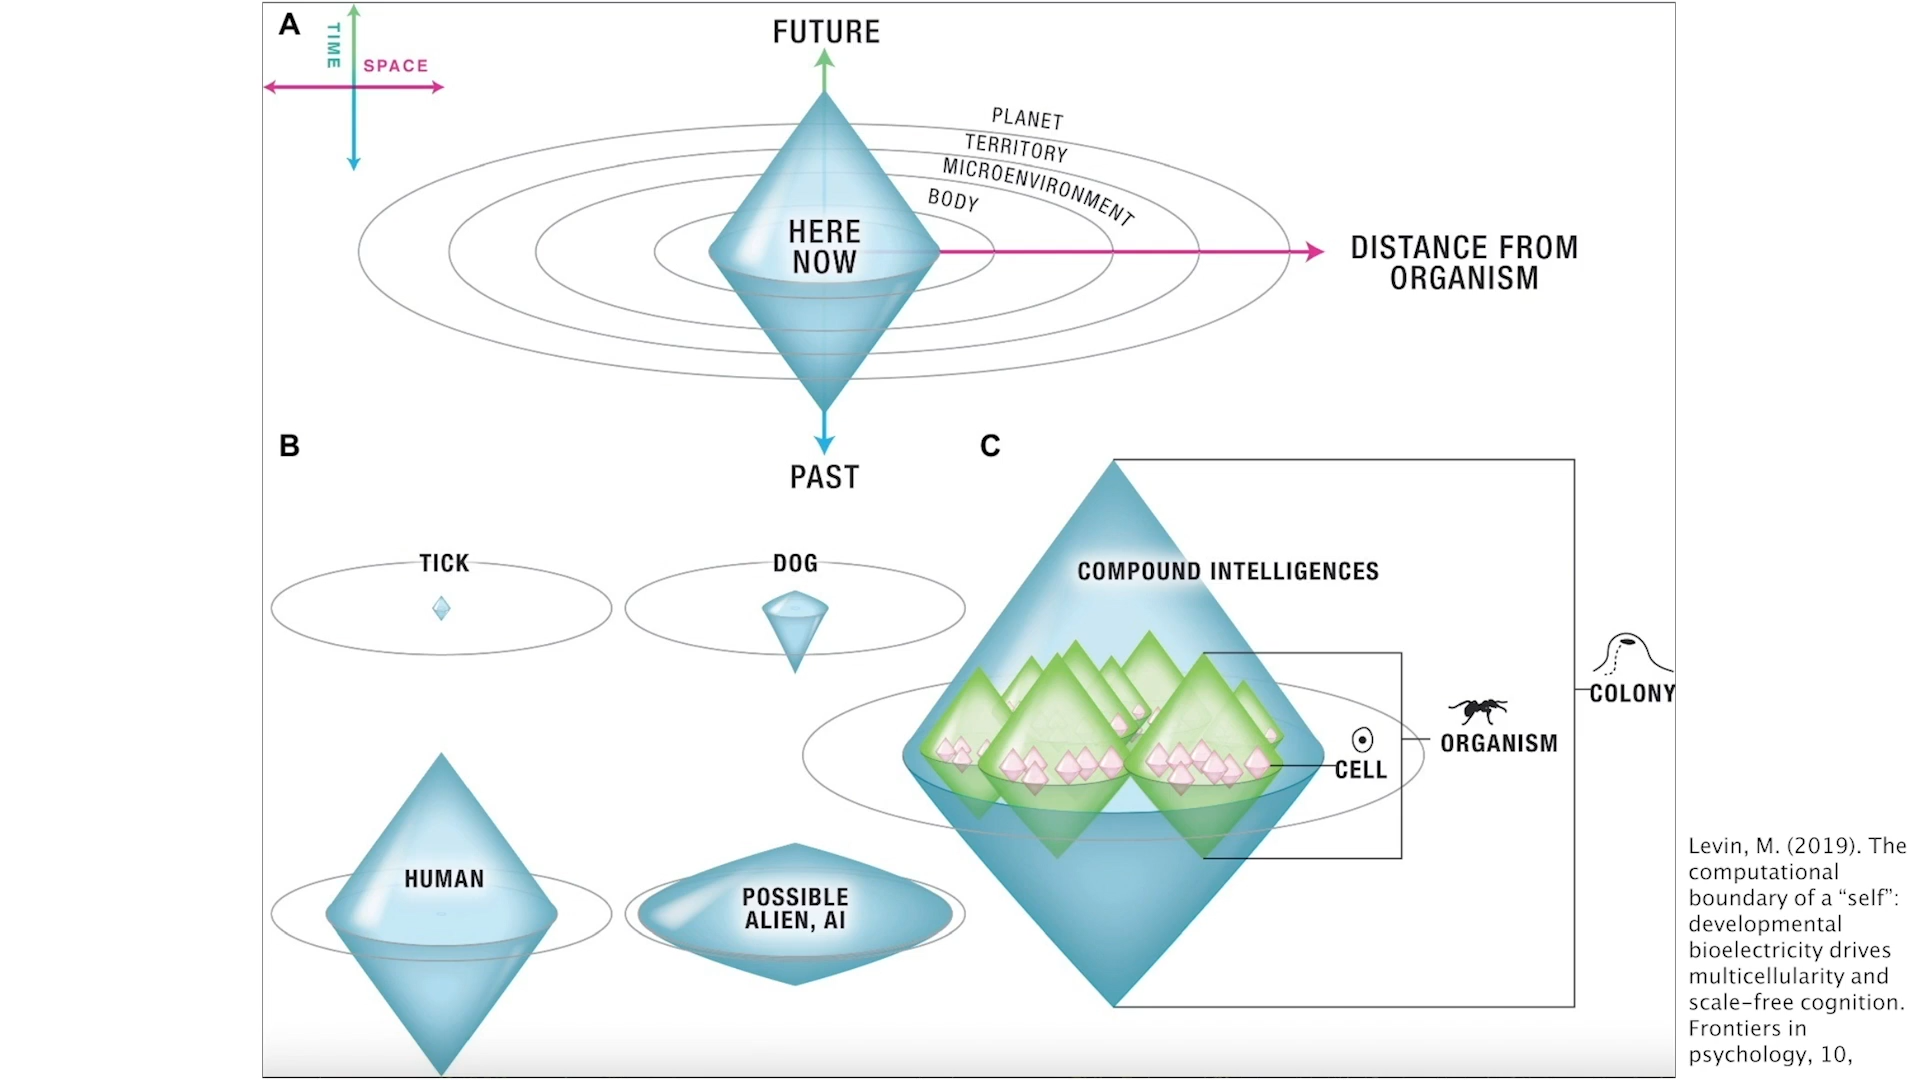 A
TIME
SPACE
FUTURE
PLANET
TERRITORY
MICROENVIRONMENT
BODY
HERE
NOW
DISTANCE FROM
ORGANISM
PAST
B
TICK
DOG
HUMAN
POSSIBLE
ALIEN, AI
C
COMPOUND INTELLIGENCES
CELL
ORGANISM
COLONY
Levin, M. (2019). The
computational
boundary of a “self”:
developmental
bioelectricity drives
multicellularity and
scale-free cognition.
Frontiers in
psychology, 10,